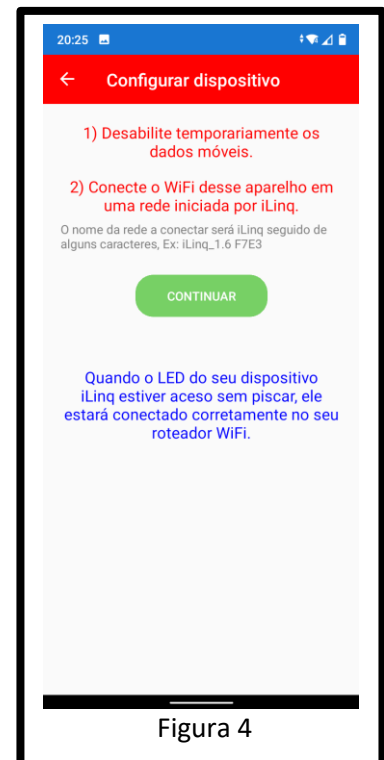 20:25
Configurar dispositivo
1) Desabilite temporariamente os
dados móveis.
2) Conecte o WiFi desse aparelho em
uma rede iniciada por iLinq.
O nome da rede a conectar será iLinq seguido de
alguns caracteres, Ex: iLinq_1.6 F7E3
CONTINUAR
Quando o LED do seu dispositivo
iLinq estiver aceso sem piscar, ele
estará conectado corretamente no seu
roteador WiFi.
Figura 4